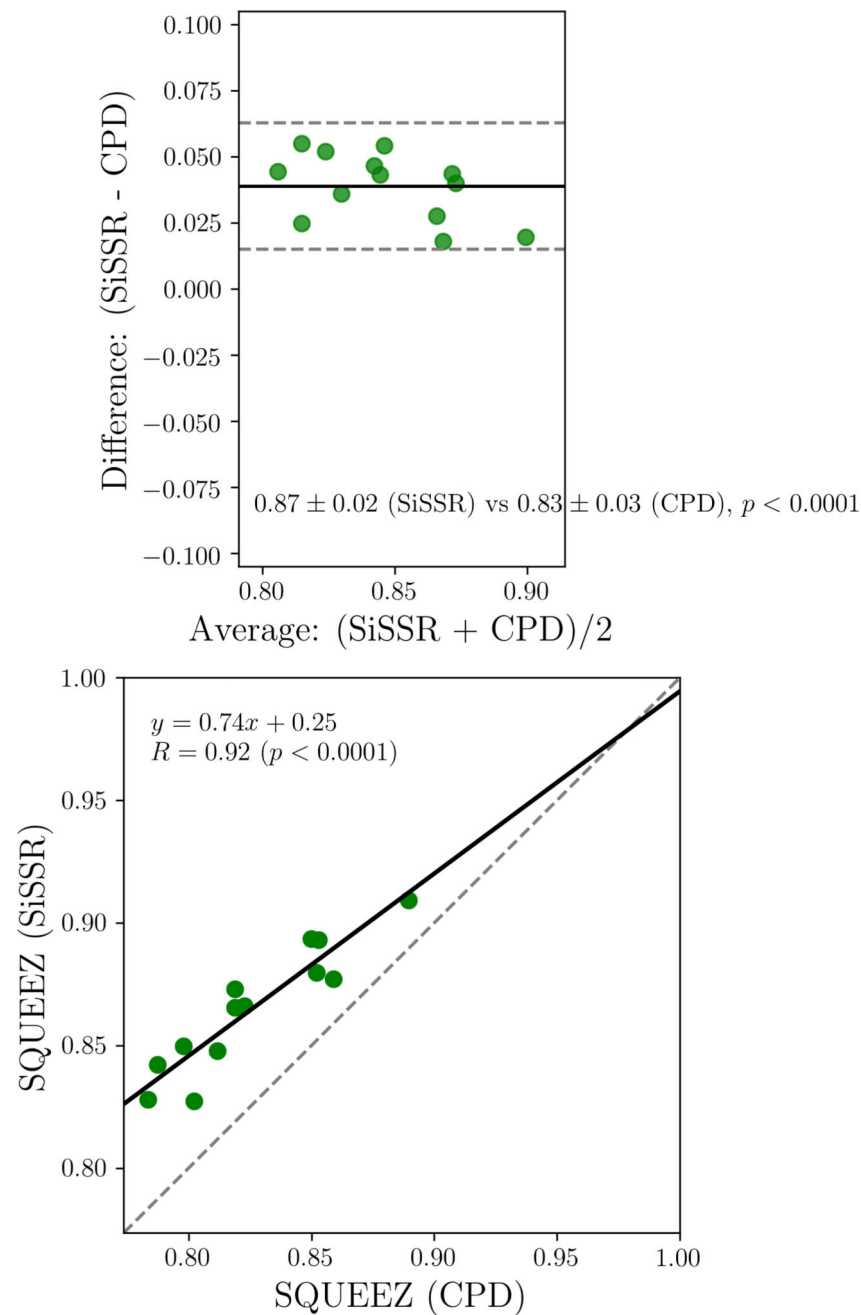 0.100
0.075
0.050
0.025
0.000
−0.025
−0.050
−0.075
−0.100
Difference: (SiSSR - CPD)
0.87 ± 0.02 (SiSSR) vs 0.83 ± 0.03 (CPD), p < 0.0001
0.80 0.85 0.90
Average: (SiSSR + CPD)/2
1.00
0.95
0.90
0.85
0.80
SQUEEZ (SiSSR)
y = 0.74x + 0.25
R = 0.92 (p < 0.0001)
0.80 0.85 0.90 0.95 1.00
SQUEEZ (CPD)